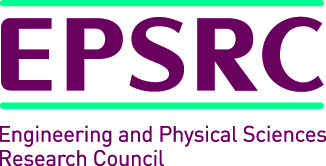 EPSRC
Engineering and Physical Sciences
Research Council